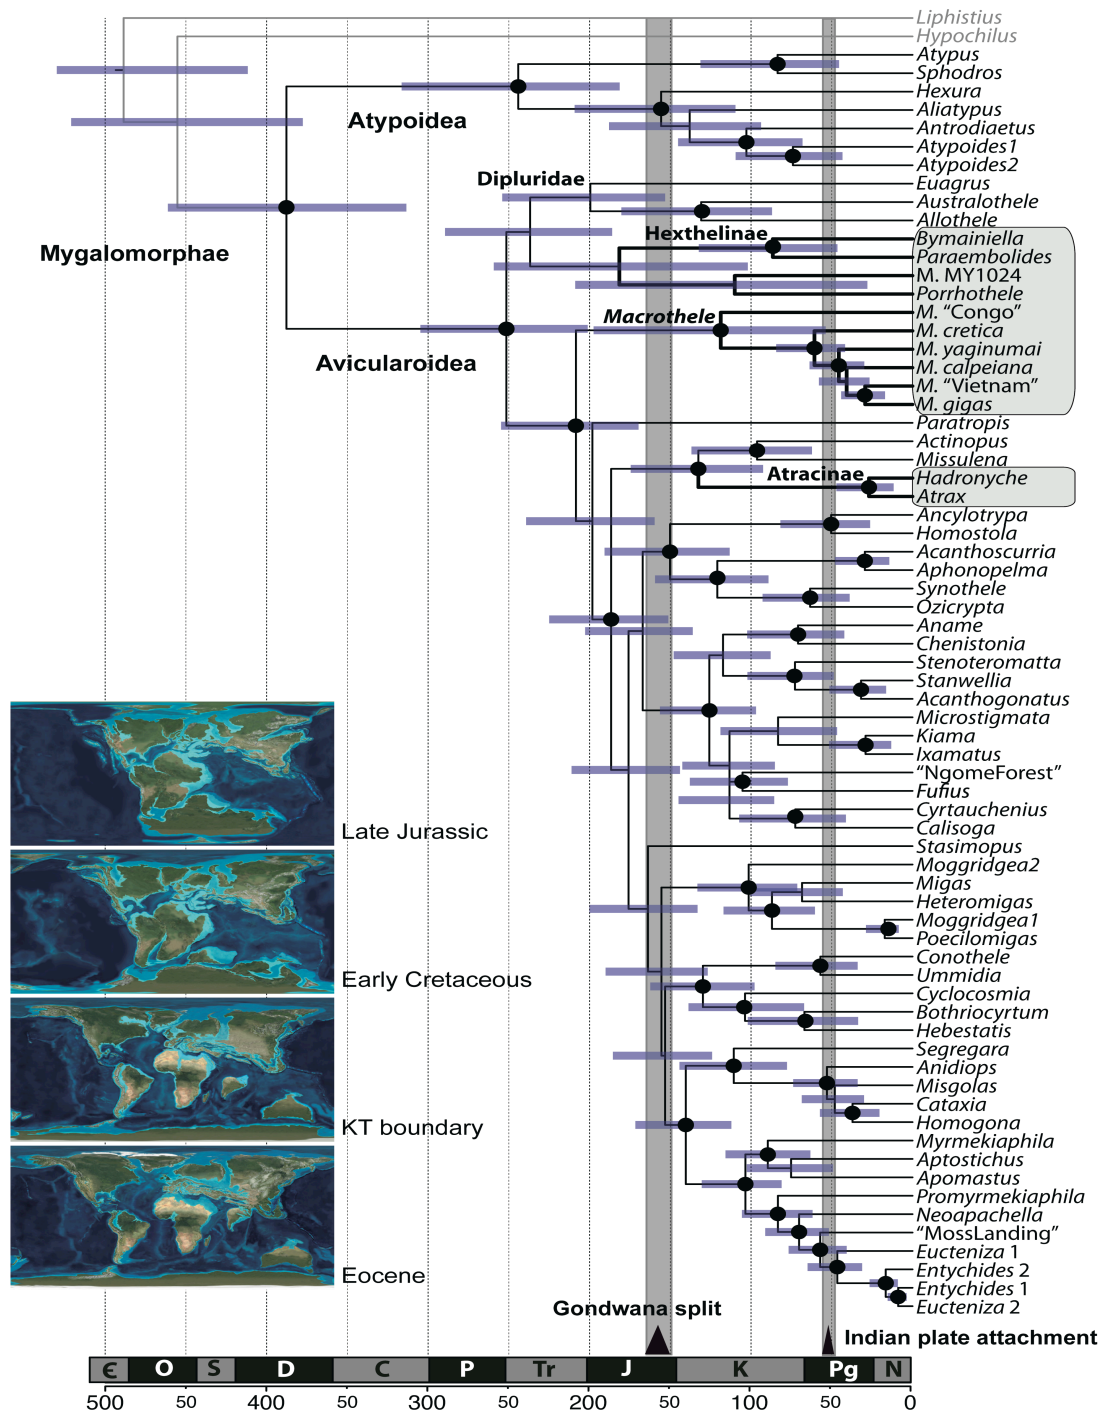 Liphistius
Hypochilus
Atypus
Sphodros
Hexura
Aliatypus
Atypoidea
Antrodiaetus
Atypoides1
Atypoides2
Dipluridae
Euagrus
Australothele
Allothele
Hexthelinae
Bymainiella
Mygalomorphae
Paraembolides
M. MY1024
Porrhothele
Macrothele
M. “Congo”
M. cretica
M. yaginumai
Avicularoidea
M. calpeiana
M. “Vietnam”
M. gigas
Paratropis
Actinopus
Missulena
Atracinae
Hadronyche
Atrax
Ancylotrypa
Homostola
Acanthoscurria
Aphonopelma
Synothele
Ozicrypta
Aname
Chenistonia
Stenoteromatta
Stanwellia
Acanthogonatus
Microstigmata
Kiama
Ixamatus
“NgomeForest”
Fufius
Cyrtauchenius
Calisoga
Late Jurassic
Stasimopus
Moggridgea2
Migas
Heteromigas
Moggridgea1
Poecilomigas
Conothele
Ummidia
Early Cretaceous
Cyclocosmia
Bothriocyrtum
Hebestatis
Segregara
Anidiops
Misgolas
Cataxia
Homogona
KT boundary
Myrmekiaphila
Aptostichus
Apomastus
Promyrmekiaphila
Neoapachella
“MossLanding”
Eucteniza 1
Entychides 2
Eocene
Entychides 1
Eucteniza 2
Gondwana split
Indian plate attachment
Є O S D C P Tr J K Pg N
500 50 400 50 300 50 200 50 100 50 0